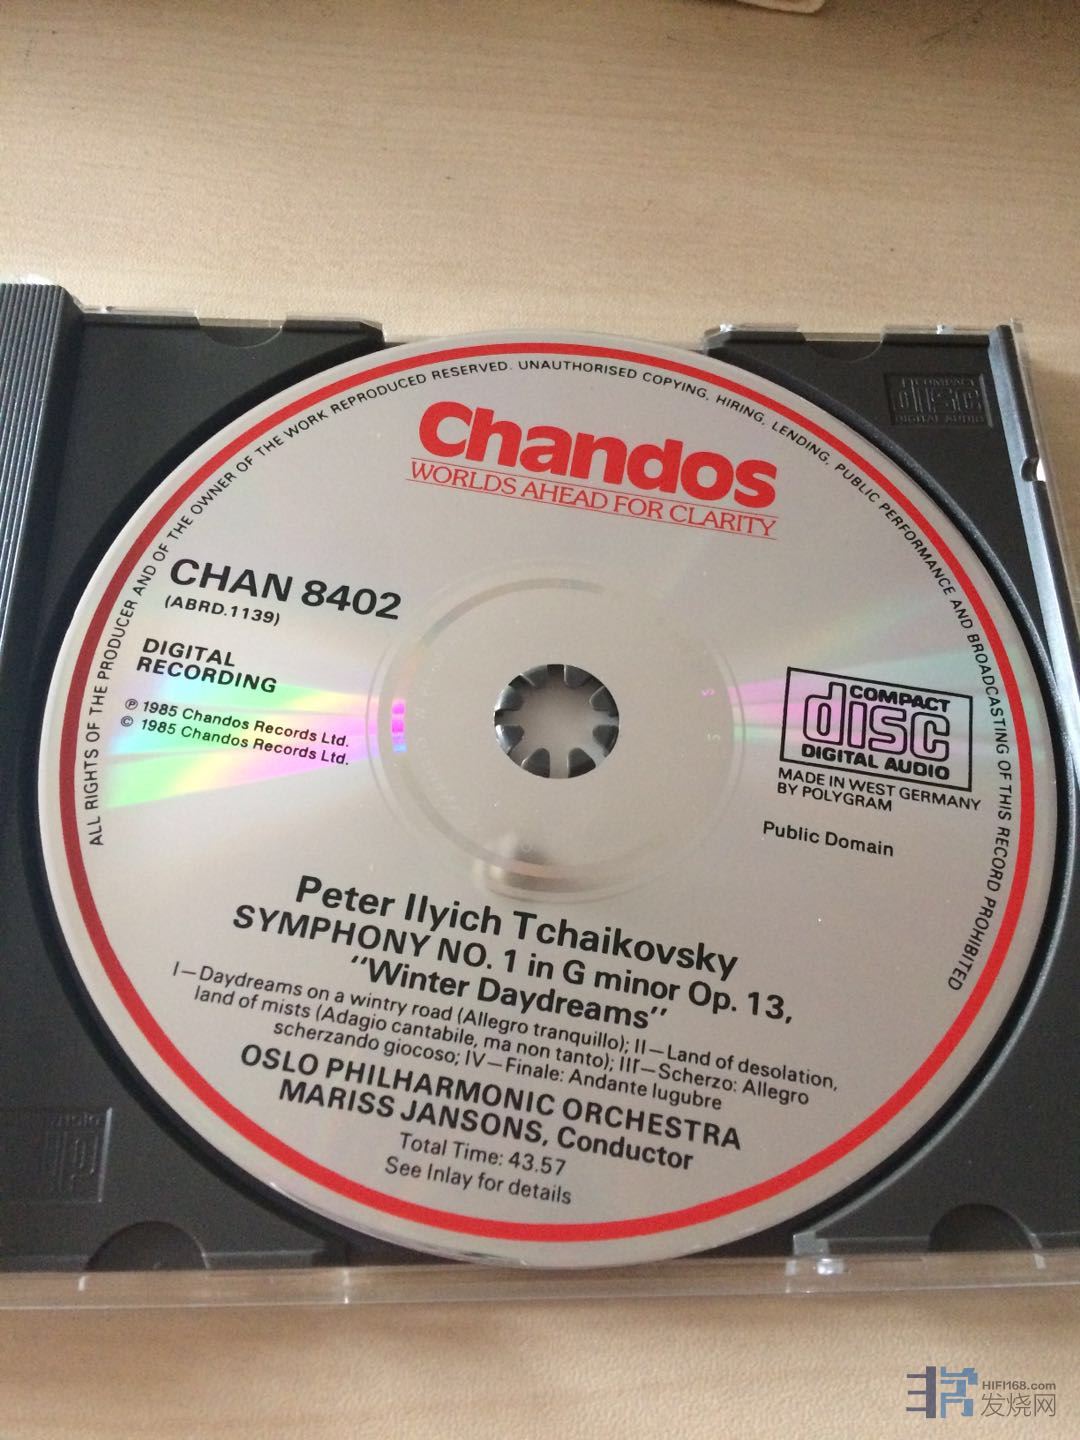 ALL RIGHTS OF THE PRODUCER AND OF THE OWNER OF THE WORK REPRODUCED RESERVED. UNAUTHORISED COPYING, HIRING, LENDING, PUBLIC PERFORMANCE AND BROADCASTING OF THIS RECORD PROHIBITED
Chandos
WORLDS AHEAD FOR CLARITY
COMPACT
disc
DIGITAL AUDIO
CHAN 8402
(ABRD.1139)
DIGITAL
RECORDING
℗ 1985 Chandos Records Ltd.
© 1985 Chandos Records Ltd.
COMPACT
disc
DIGITAL AUDIO
MADE IN WEST GERMANY
BY POLYGRAM
Public Domain
Peter Ilyich Tchaikovsky
SYMPHONY NO. 1 in G minor Op. 13,
"Winter Daydreams"
I—Daydreams on a wintry road (Allegro tranquillo); II—Land of desolation,
land of mists (Adagio cantabile, ma non tanto); III—Scherzo: Allegro
scherzando giocoso; IV—Finale: Andante lugubre
OSLO PHILHARMONIC ORCHESTRA
MARISS JANSONS, Conductor
Total Time: 43.57
See Inlay for details
HIFI168.com
发烧网